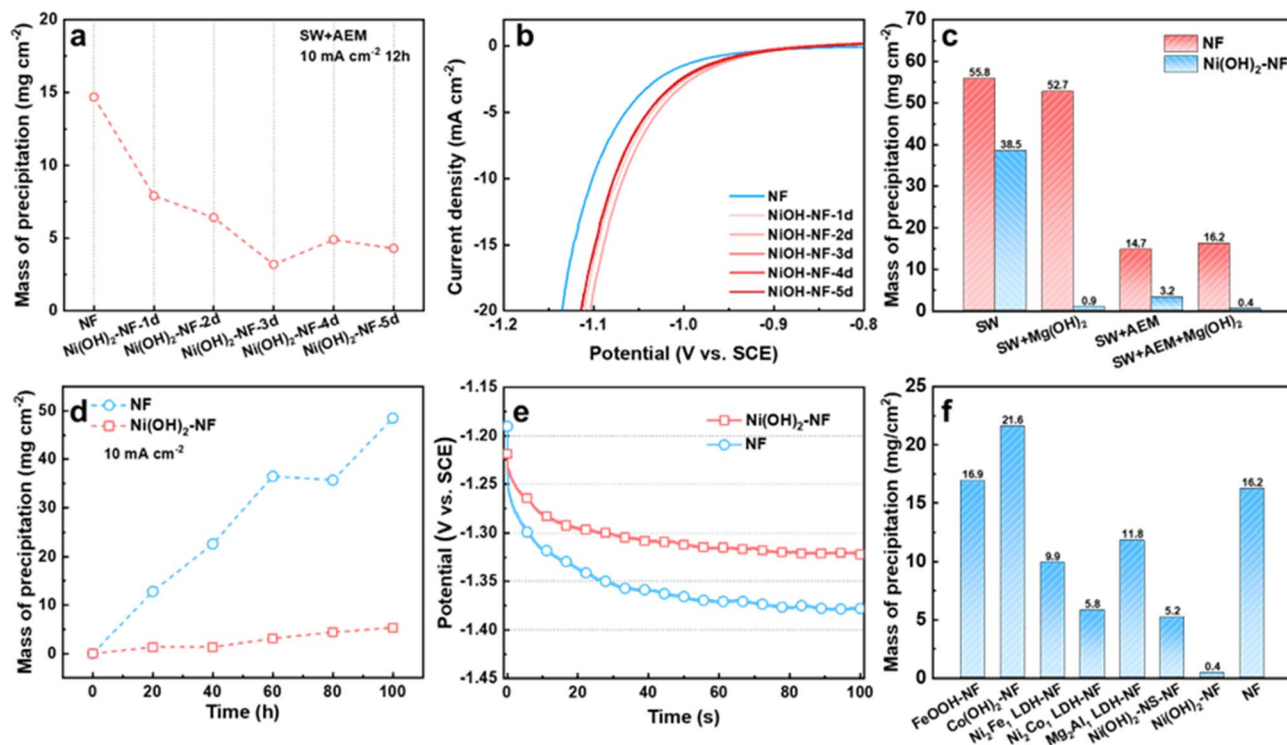 a
SW+AEM
10 mA cm⁻² 12h
Mass of precipitation (mg cm⁻²)
20
15
10
5
0
NF
Ni(OH)₂-NF-1d
Ni(OH)₂-NF-2d
Ni(OH)₂-NF-3d
Ni(OH)₂-NF-4d
Ni(OH)₂-NF-5d
b
Current density (mA cm⁻²)
0
-5
-10
-15
-20
NF
NiOH-NF-1d
NiOH-NF-2d
NiOH-NF-3d
NiOH-NF-4d
NiOH-NF-5d
-1.2
-1.1
-1.0
-0.9
-0.8
Potential (V vs. SCE)
c
Mass of precipitation (mg cm⁻²)
70
60
50
40
30
20
10
0
NF
Ni(OH)₂-NF
55.8
38.5
52.7
0.9
14.7
3.2
16.2
0.4
SW
SW+Mg(OH)₂
SW+AEM
SW+AEM+Mg(OH)₂
d
NF
Ni(OH)₂-NF
10 mA cm⁻²
Mass of precipitation (mg cm⁻²)
50
40
30
20
10
0
0
20
40
60
80
100
Time (h)
e
Potential (V vs. SCE)
-1.15
-1.20
-1.25
-1.30
-1.35
-1.40
-1.45
Ni(OH)₂-NF
NF
0
20
40
60
80
100
Time (s)
f
Mass of precipitation (mg/cm²)
25
20
15
10
5
0
16.9
21.6
9.9
5.8
11.8
5.2
0.4
16.2
FeOOH-NF
Co(OH)₂-NF
Ni₂Fe₁ LDH-NF
Ni₂Co₁ LDH-NF
Mg₂Al₁ LDH-NF
Ni(OH)₂-NS-NF
Ni(OH)₂-NF
NF